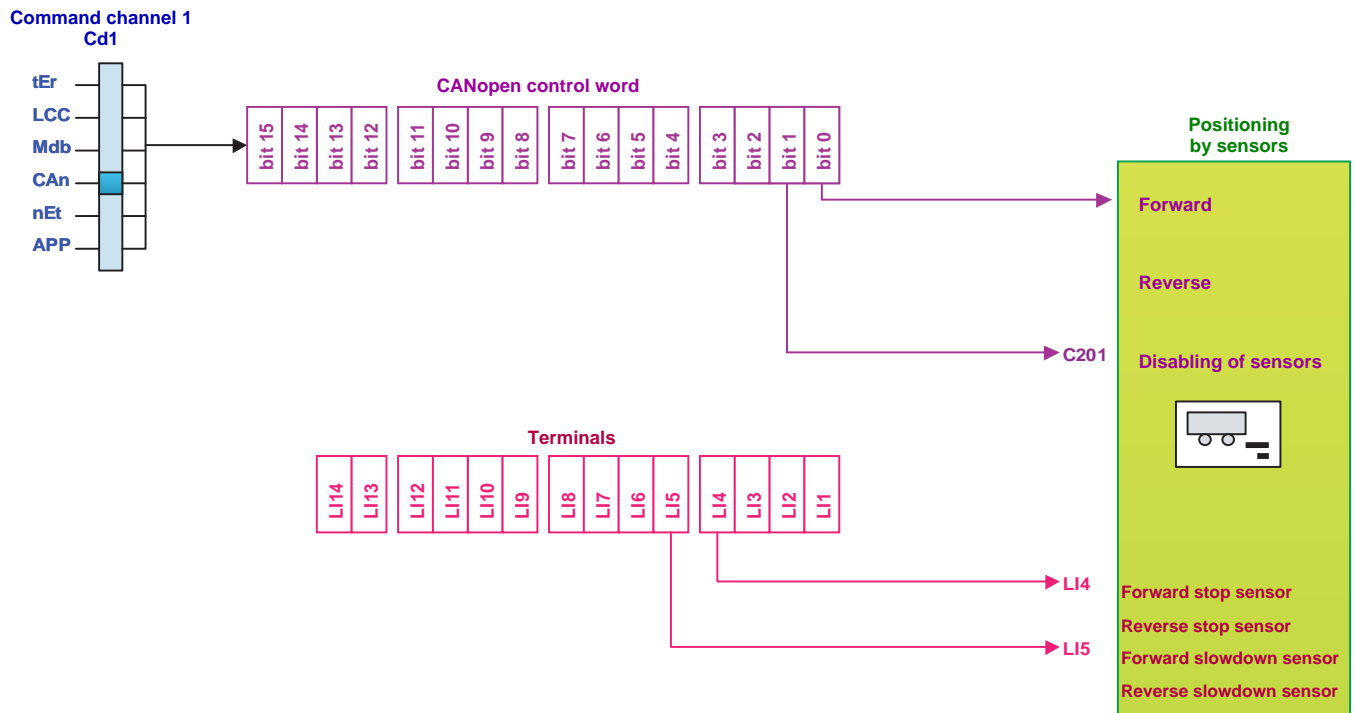 Command channel 1
Cd1
tEr
LCC
Mdb
CAn
nEt
APP
CANopen control word
bit 15 bit 14 bit 13 bit 12 bit 11 bit 10 bit 9 bit 8 bit 7 bit 6 bit 5 bit 4 bit 3 bit 2 bit 1 bit 0
Positioning
by sensors
Forward
Reverse
C201
Disabling of sensors
Terminals
LI14 LI13 LI12 LI11 LI10 LI9 LI8 LI7 LI6 LI5 LI4 LI3 LI2 LI1
LI4
Forward stop sensor
Reverse stop sensor
LI5
Forward slowdown sensor
Reverse slowdown sensor